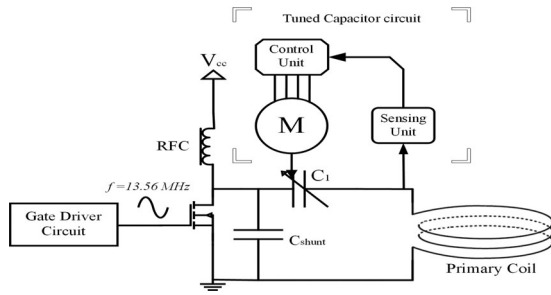 Tuned Capacitor circuit
Control
Unit
Vcc
M
Sensing
Unit
RFC
C1
f =13.56 MHz
Gate Driver
Circuit
Cshunt
Primary Coil